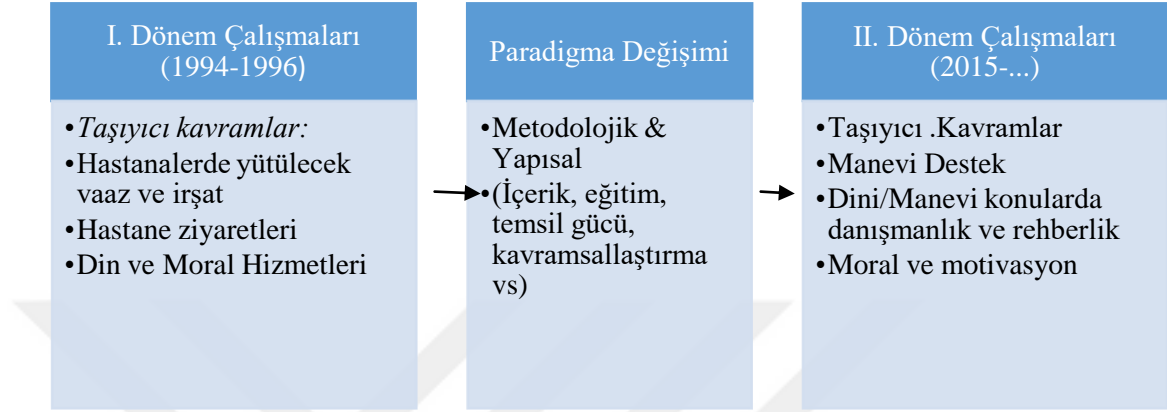 I. Dönem Çalışmaları
(1994-1996)
•Taşıyıcı kavramlar:
•Hastanalerde yütülecek
vaaz ve irşat
•Hastane ziyaretleri
•Din ve Moral Hizmetleri
Paradigma Değişimi
•Metodolojik &
Yapısal
•(İçerik, eğitim,
temsil gücü,
kavramsallaştırma
vs)
II. Dönem Çalışmaları
(2015-...)
•Taşıyıcı .Kavramlar
•Manevi Destek
•Dini/Manevi konularda
danışmanlık ve rehberlik
•Moral ve motivasyon